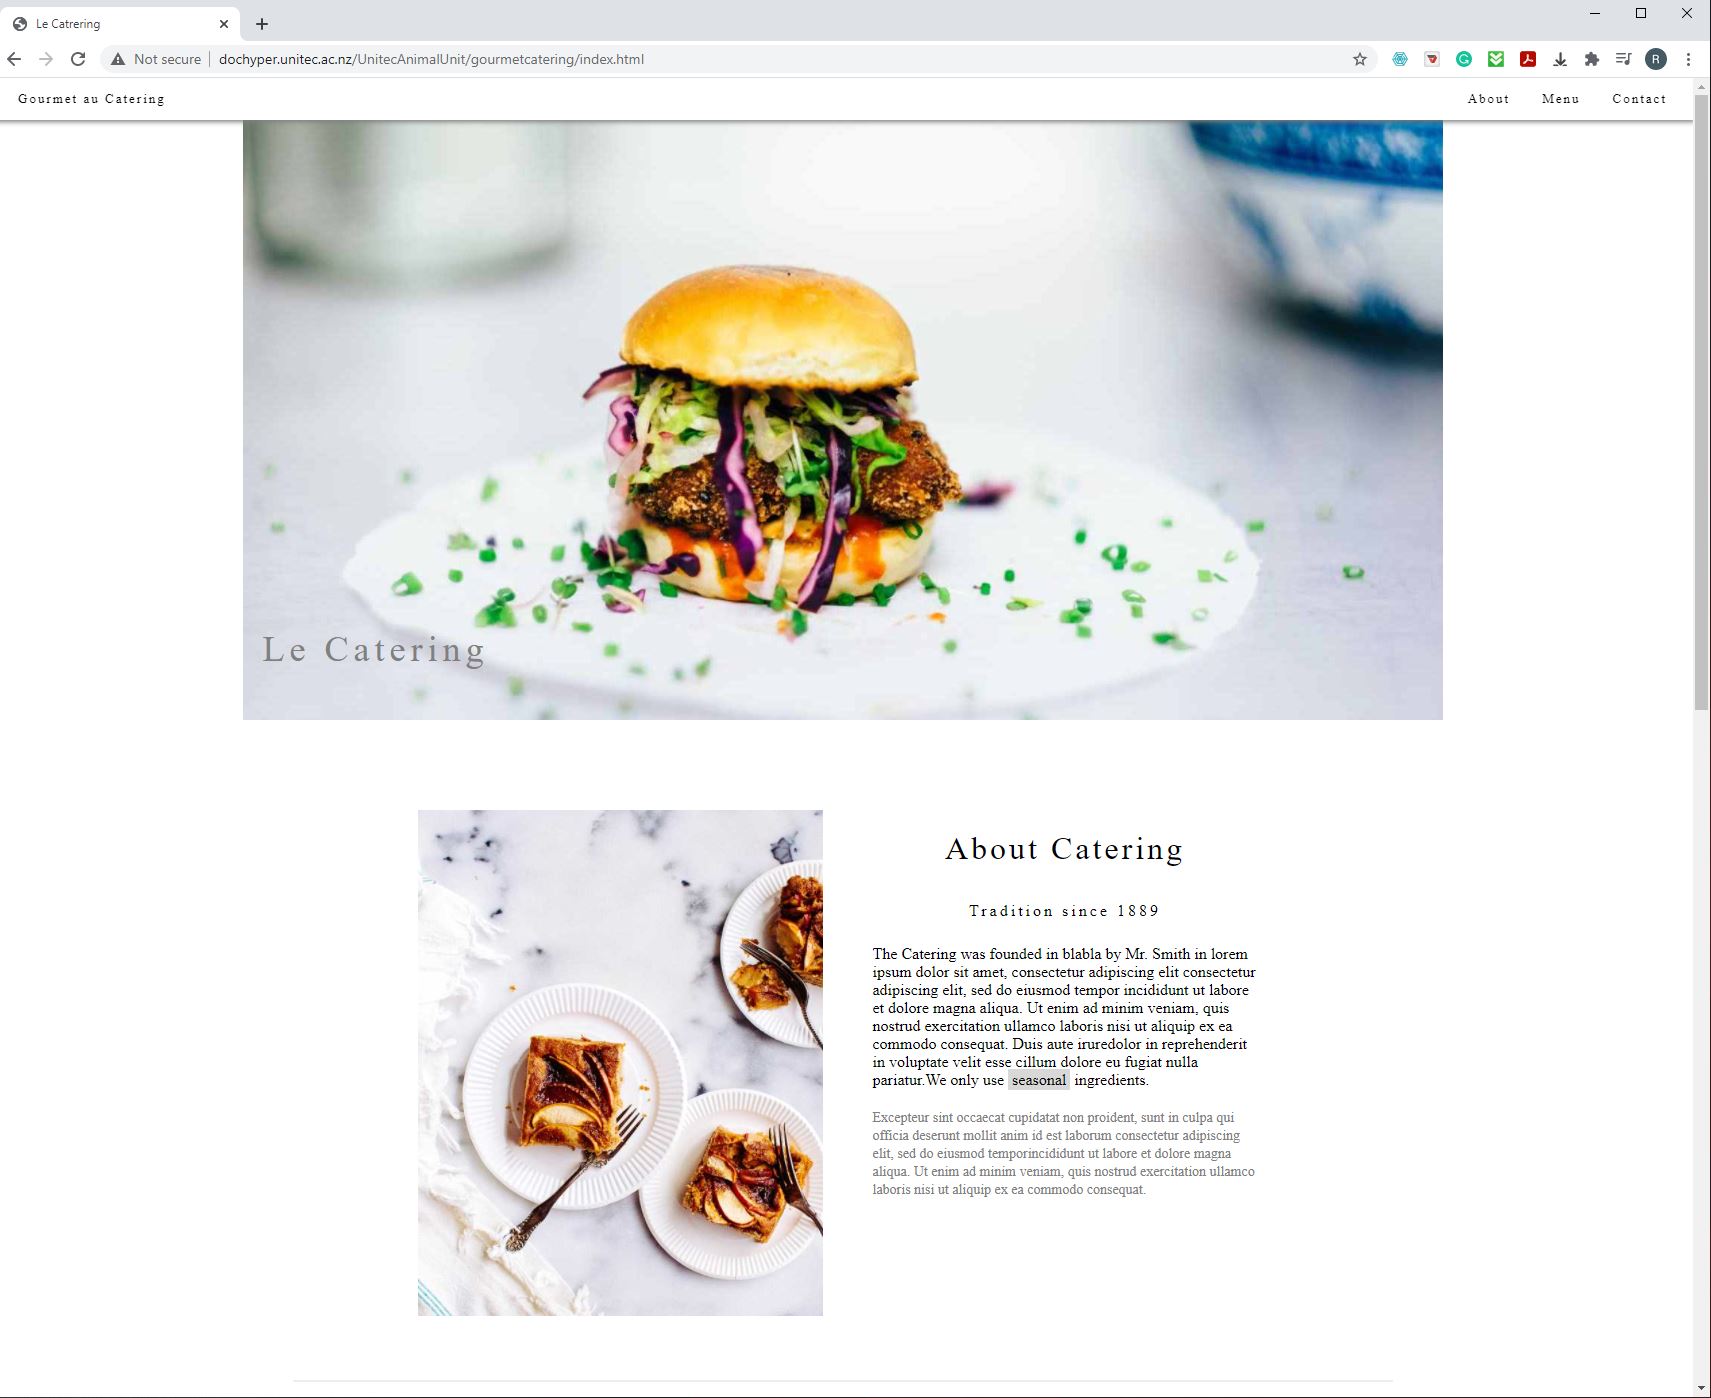 Le Catrering
Not secure
dochyper.unitec.ac.nz/UnitecAnimalUnit/gourmetcatering/index.html
R
Gourmet au Catering
About
Menu
Contact
Le Catering
About Catering
Tradition since 1889
The Catering was founded in blabla by Mr. Smith in lorem
ipsum dolor sit amet, consectetur adipiscing elit consectetur
adipiscing elit, sed do eiusmod tempor incididunt ut labore
et dolore magna aliqua. Ut enim ad minim veniam, quis
nostrud exercitation ullamco laboris nisi ut aliquip ex ea
commodo consequat. Duis aute iruredolor in reprehenderit
in voluptate velit esse cillum dolore eu fugiat nulla
pariatur.We only use seasonal ingredients.
Excepteur sint occaecat cupidatat non proident, sunt in culpa qui
officia deserunt mollit anim id est laborum consectetur adipiscing
elit, sed do eiusmod temporincididunt ut labore et dolore magna
aliqua. Ut enim ad minim veniam, quis nostrud exercitation ullamco
laboris nisi ut aliquip ex ea commodo consequat.